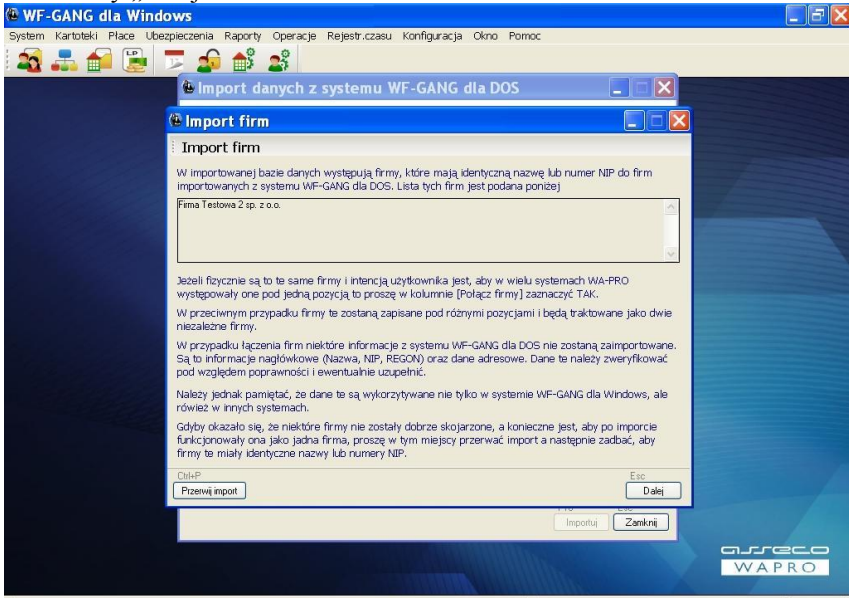 WF-GANG dla Windows
System Kartoteki Płace Ubezpieczenia Raporty Operacje Rejestr.czasu Konfiguracja Okno Pomoc
LP
Import danych z systemu WF-GANG dla DOS
Import firm
Import firm
W importowanej bazie danych występują firmy, które mają identyczną nazwę lub numer NIP do firm
importowanych z systemu WF-GANG dla DOS. Lista tych firm jest podana poniżej
Firma Testowa 2 sp. z o.o.
Jeżeli fizycznie są to te same firmy i intencją użytkownika jest, aby w wielu systemach WA-PRO
występowały one pod jedną pozycją to proszę w kolumnie [Połącz firmy] zaznaczyć TAK.
W przeciwnym przypadku firmy te zostaną zapisane pod różnymi pozycjami i będą traktowane jako dwie
niezależne firmy.
W przypadku łączenia firm niektóre informacje z systemu WF-GANG dla DOS nie zostaną zaimportowane.
Są to informacje nagłówkowe (Nazwa, NIP, REGON) oraz dane adresowe. Dane te należy zweryfikować
pod względem poprawności i ewentualnie uzupełnić.
Należy jednak pamiętać, że dane te są wykorzytywane nie tylko w systemie WF-GANG dla Windows, ale
rówież w innych systemach.
Gdyby okazało się, że niektóre firmy nie zostały dobrze skojarzone, a konieczne jest, aby po imporcie
funkcjonowały ona jako jadna firma, proszę w tym miejscy przerwać import a następnie zadbać, aby
firmy te miały identyczne nazwy lub numery NIP.
Ctrl+P Esc
Przerwij import Dalej
Importuj Zamknij
asseco
WAPRO